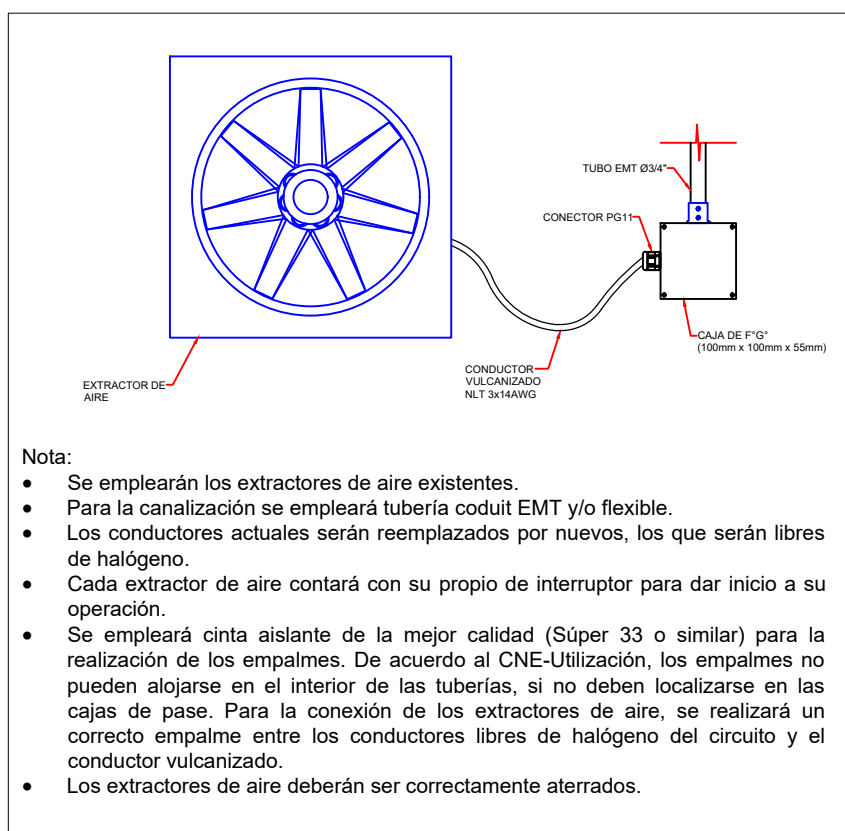 TUBO EMT Ø3/4"
CONECTOR PG11
CAJA DE F°G°
(100mm x 100mm x 55mm)
CONDUCTOR
VULCANIZADO
NLT 3x14AWG
EXTRACTOR DE
AIRE
Nota:
• Se emplearán los extractores de aire existentes.
• Para la canalización se empleará tubería coduit EMT y/o flexible.
• Los conductores actuales serán reemplazados por nuevos, los que serán libres
de halógeno.
• Cada extractor de aire contará con su propio de interruptor para dar inicio a su
operación.
• Se empleará cinta aislante de la mejor calidad (Súper 33 o similar) para la
realización de los empalmes. De acuerdo al CNE-Utilización, los empalmes no
pueden alojarse en el interior de las tuberías, si no deben localizarse en las
cajas de pase. Para la conexión de los extractores de aire, se realizará un
correcto empalme entre los conductores libres de halógeno del circuito y el
conductor vulcanizado.
• Los extractores de aire deberán ser correctamente aterrados.